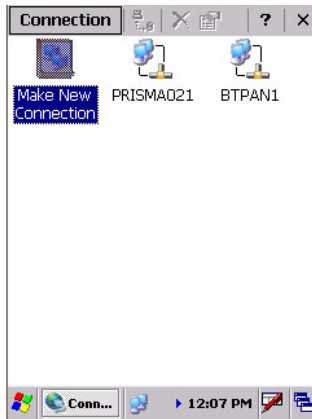 Connection ? ×
Make New PRISMA021 BTPAN1
Connection
Conn... 12:07 PM